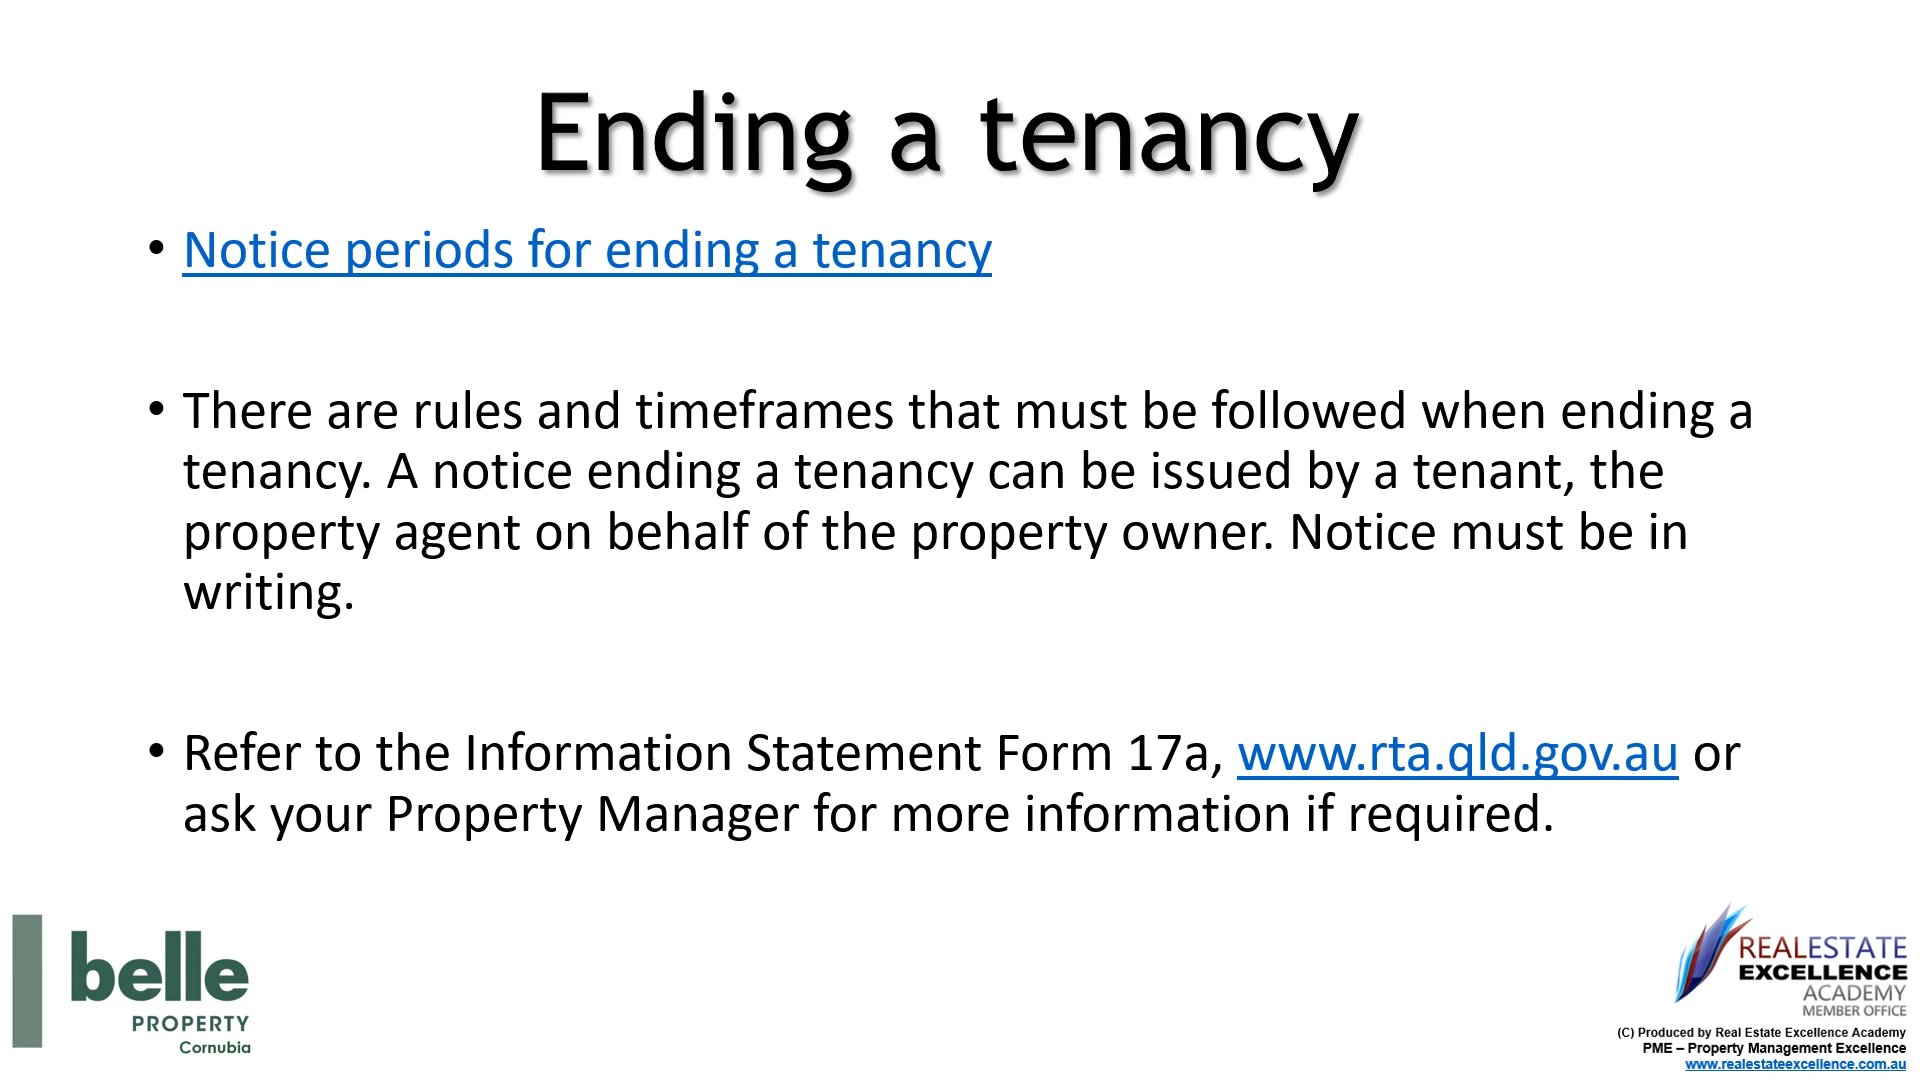 Ending a tenancy
• Notice periods for ending a tenancy
• There are rules and timeframes that must be followed when ending a
tenancy. A notice ending a tenancy can be issued by a tenant, the
property agent on behalf of the property owner. Notice must be in
writing.
• Refer to the Information Statement Form 17a, www.rta.qld.gov.au or
ask your Property Manager for more information if required.
belle
PROPERTY
Cornubia
REALESTATE
EXCELLENCE
ACADEMY
MEMBER OFFICE
(C) Produced by Real Estate Excellence Academy
PME – Property Management Excellence
www.realestateexcellence.com.au